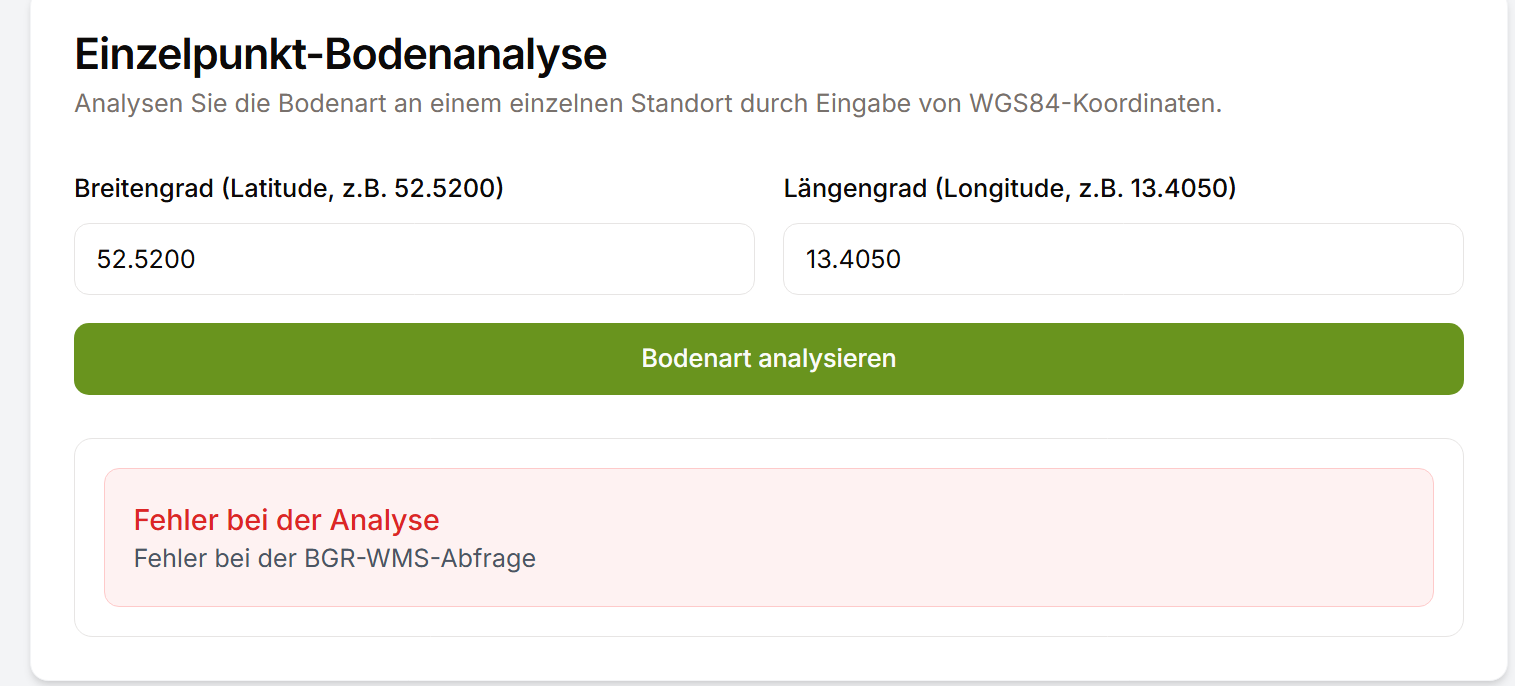 Einzelpunkt-Bodenanalyse
Analysen Sie die Bodenart an einem einzelnen Standort durch Eingabe von WGS84-Koordinaten.
Breitengrad (Latitude, z.B. 52.5200)
Längengrad (Longitude, z.B. 13.4050)
52.5200
13.4050
Bodenart analysieren
Fehler bei der Analyse
Fehler bei der BGR-WMS-Abfrage